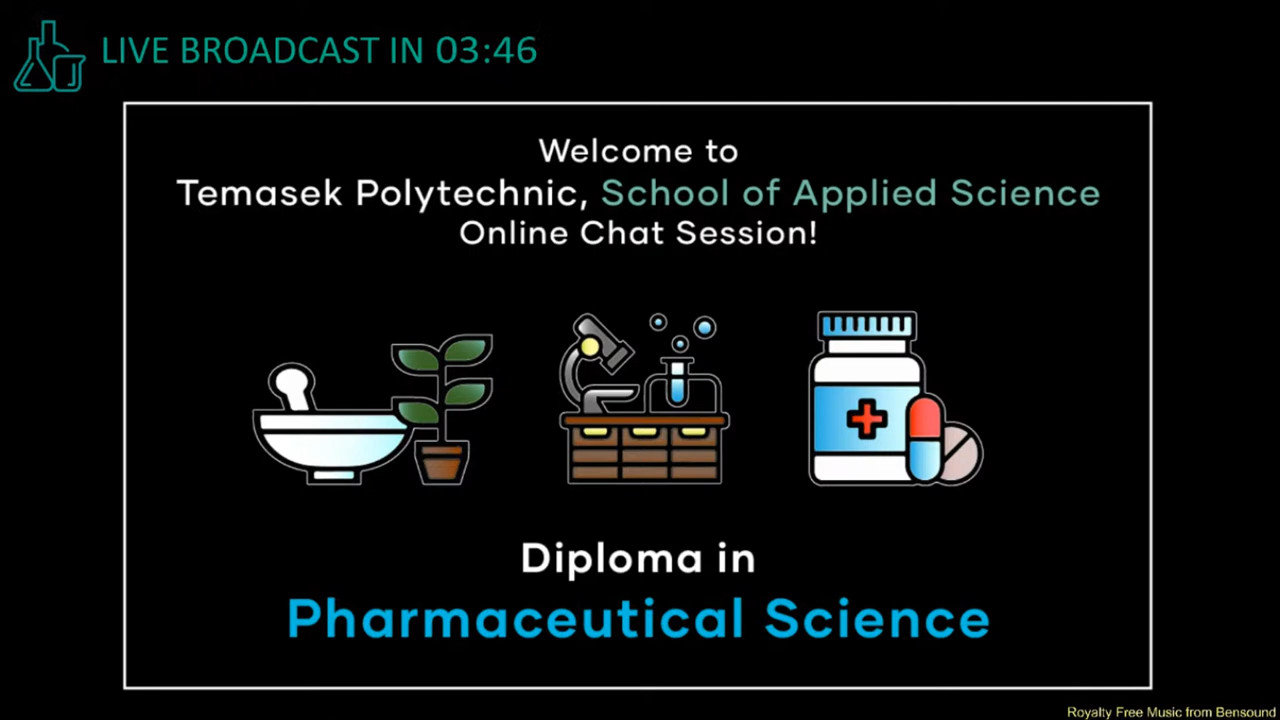 LIVE BROADCAST IN 03:46
Welcome to
Temasek Polytechnic, School of Applied Science
Online Chat Session!
Diploma in
Pharmaceutical Science
Royalty Free Music from Bensound